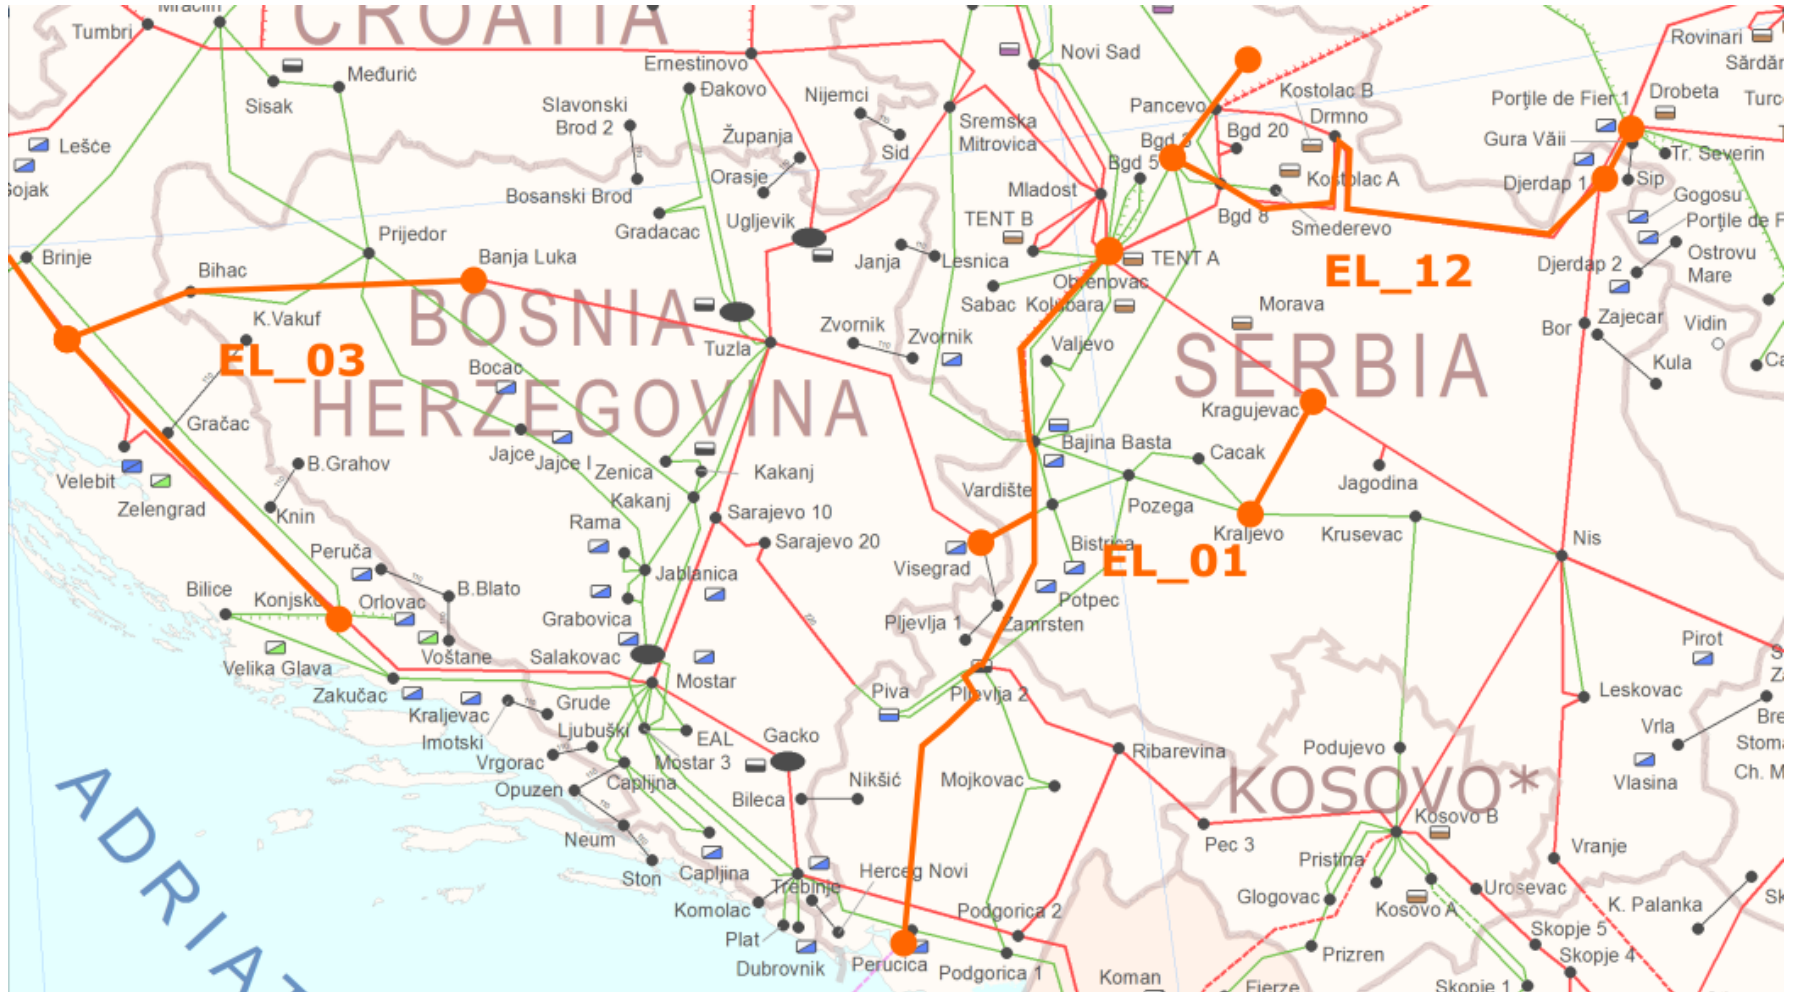 CROATIA
Mraclin
Tumbri
Sisak
Međurić
Ernestinovo
Đakovo
Slavonski
Brod 2
Nijemci
Županja
Sid
Orasje
Bosanski Brod
Gradacac
Ugljevik
Lešće
Brinje
Bihac
Prijedor
Banja Luka
K.Vakuf
BOSNIA
HERZEGOVINA
EL_03
Bocac
Tuzla
Gračac
Jajce
Jajce I
Zenica
Kakanj
Kakanj
Velebit
Zelengrad
B.Grahov
Knin
Rama
Sarajevo 10
Sarajevo 20
Peruča
B.Blato
Jablanica
Bilice
Orlovac
Grabovica
Voštane
Velika Glava
Salakovac
Zakučac
Mostar
Kraljevac
Imotski
Grude
Ljubuški
EAL
Mostar 3
Vrgorac
Capljina
Opuzen
Gacko
Bileca
Nikšić
Neum
Ston
Capljina
Trebinje
Herceg Novi
Komolac
Plat
Dubrovnik
Perucica
Podgorica 1
Podgorica 2
ADRIAT
Novi Sad
Sremska
Mitrovica
Pancevo
Kostolac B
Drmno
Bgd 20
Bgd 3
Bgd 5
Mladost
Kostolac A
Bgd 8
Smederevo
TENT B
TENT A
Obrenovac
Janja
Lesnica
Sabac
Kolubara
Zvornik
Zvornik
Valjevo
EL_12
Morava
SERBIA
Kragujevac
Bajina Basta
Cacak
Jagodina
Vardište
Pozega
Kraljevo
Krusevac
Nis
Bistrica
EL_01
Visegrad
Potpec
Pljevlja 1
Zamrsten
Piva
Pljevlja 2
Ribarevina
Mojkovac
Pec 3
KOSOVO*
Podujevo
Kosovo B
Pristina
Glogovac
Kosovo A
Urosevac
Prizren
Skopje 5
Skopje 4
Skopje 1
Koman
Fierze
Rovinari
Porţile de Fier 1
Drobeta
Gura Văii
Tr. Severin
Djerdap 1
Sip
Gogosu
Porţile de F
Ostrovu
Mare
Djerdap 2
Bor
Zajecar
Vidin
Kula
Pirot
Leskovac
Vrla
Vlasina
Vranje
K. Palanka
Ch. M